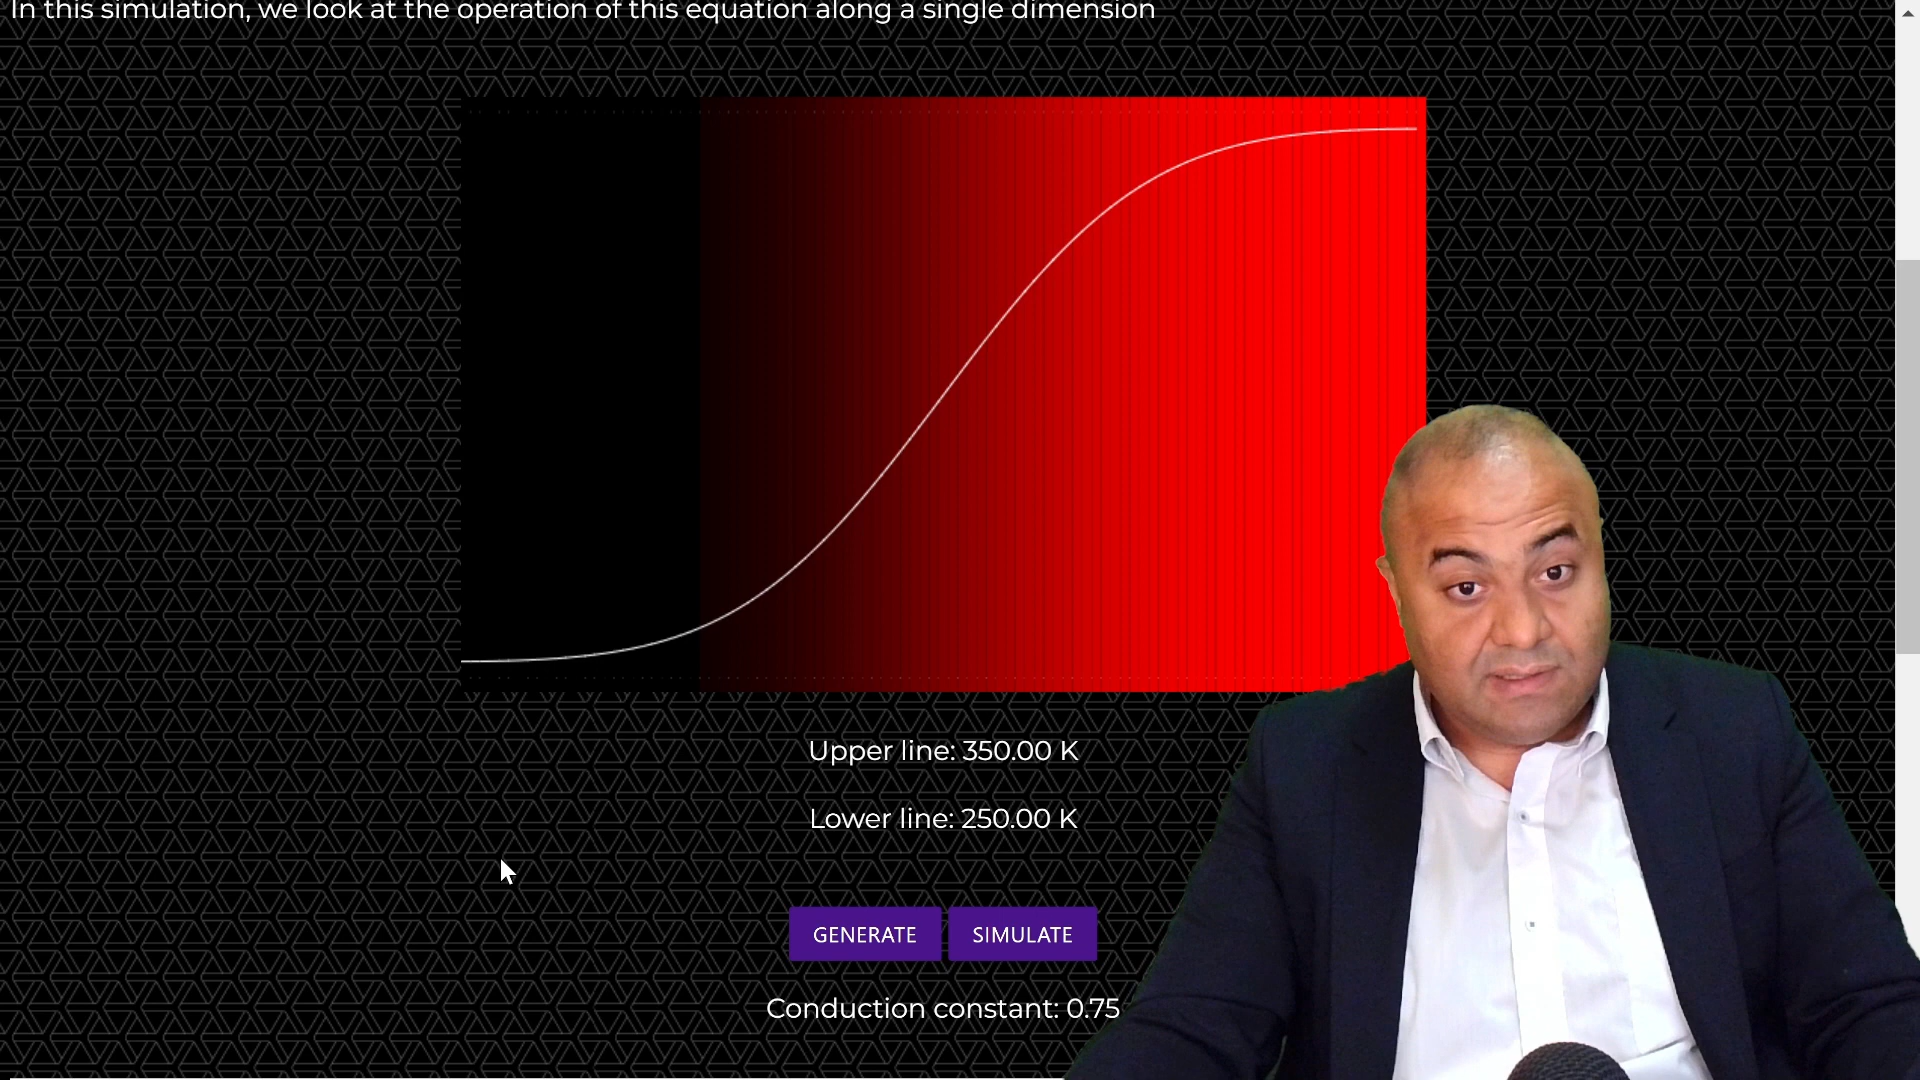 In this simulation, we look at the operation of this equation along a single dimension
Upper line: 350.00 K
Lower line: 250.00 K
GENERATE SIMULATE
Conduction constant: 0.75